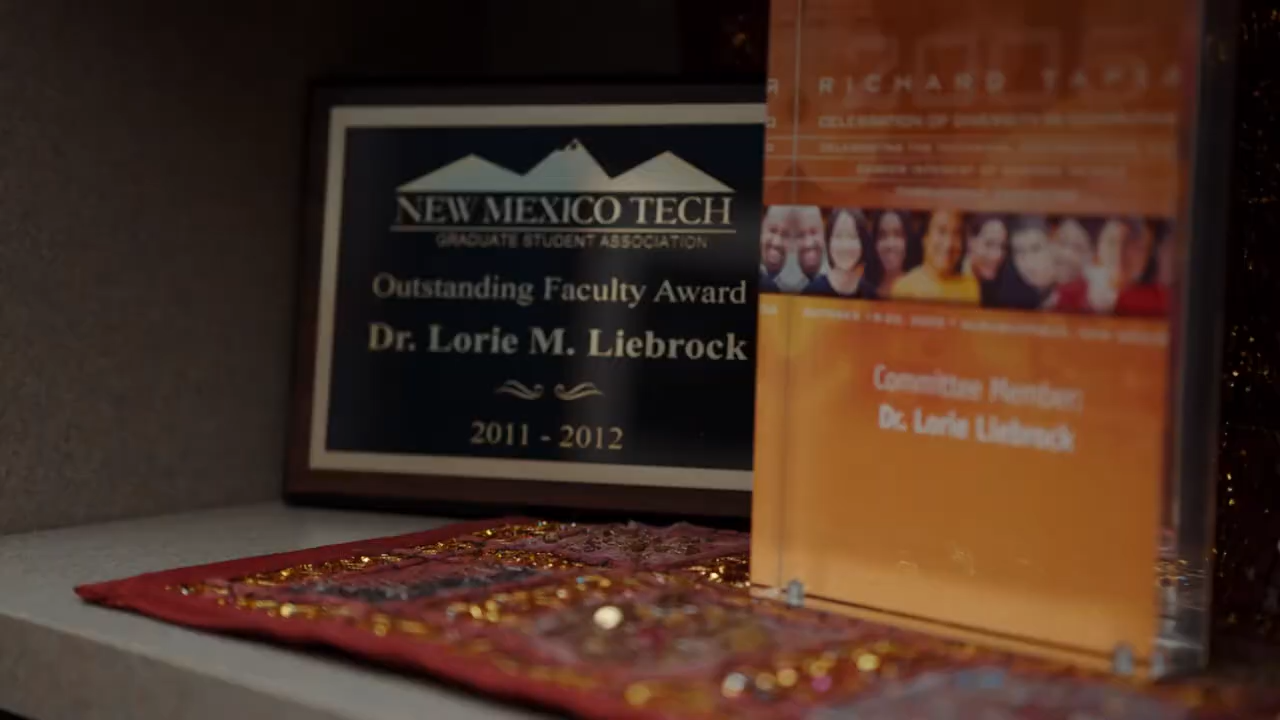 NEW MEXICO TECH
GRADUATE STUDENT ASSOCIATION
Outstanding Faculty Award
Dr. Lorie M. Liebrock
2011 - 2012
2005
RICHARD TAPIA
CELEBRATION OF DIVERSITY IN COMPUTING
Committee Member:
Dr. Lorie Liebrock